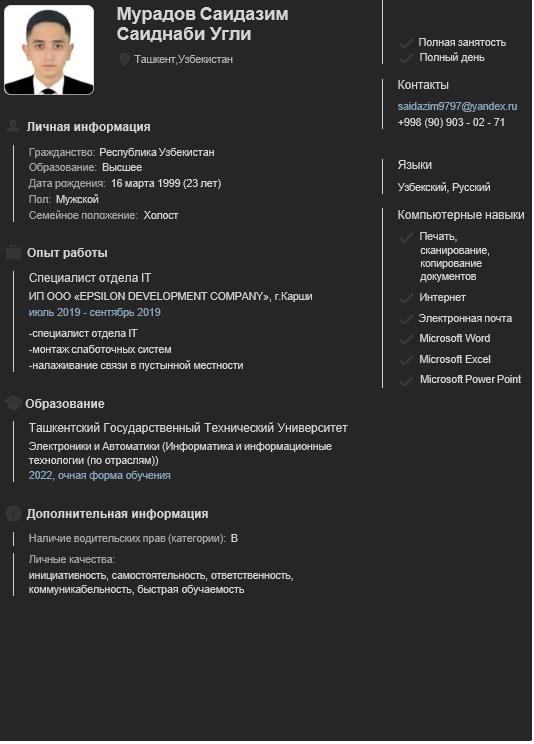 Мурадов Саидазим
Саиднаби Угли
Ташкент,Узбекистан
Личная информация
Гражданство: Республика Узбекистан
Образование: Высшее
Дата рождения: 16 марта 1999 (23 лет)
Пол: Мужской
Семейное положение: Холост
Опыт работы
Специалист отдела IT
ИП ООО «EPSILON DEVELOPMENT COMPANY», г.Карши
июль 2019 - сентябрь 2019
-специалист отдела IT
-монтаж слаботочных систем
-налаживание связи в пустынной местности
Образование
Ташкентский Государственный Технический Университет
Электроники и Автоматики (Информатика и информационные
технологии (по отраслям))
2022, очная форма обучения
Дополнительная информация
Наличие водительских прав (категории): B
Личные качества:
инициативность, самостоятельность, ответственность,
коммуникабельность, быстрая обучаемость
Полная занятость
Полный день
Контакты
saidazim9797@yandex.ru
+998 (90) 903 - 02 - 71
Языки
Узбекский, Русский
Компьютерные навыки
Печать,
сканирование,
копирование
документов
Интернет
Электронная почта
Microsoft Word
Microsoft Excel
Microsoft Power Point